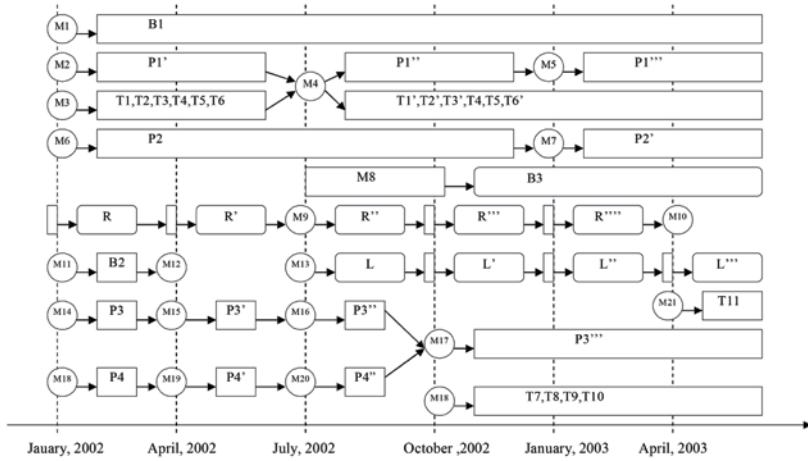 M1 B1
M2 P1' P1'' M5 P1'''
M4
M3 T1,T2,T3,T4,T5,T6 T1',T2',T3',T4,T5,T6'
M6 P2 M7 P2'
M8 B3
R R' M9 R'' R''' R'''' M10
M11 B2 M12 M13 L L' L'' L'''
M21 T11
M14 P3 M15 P3' M16 P3''
M17 P3'''
M18 P4 M19 P4' M20 P4"
M18 T7,T8,T9,T10
Jauary, 2002 April, 2002 July, 2002 October ,2002 January, 2003 April, 2003